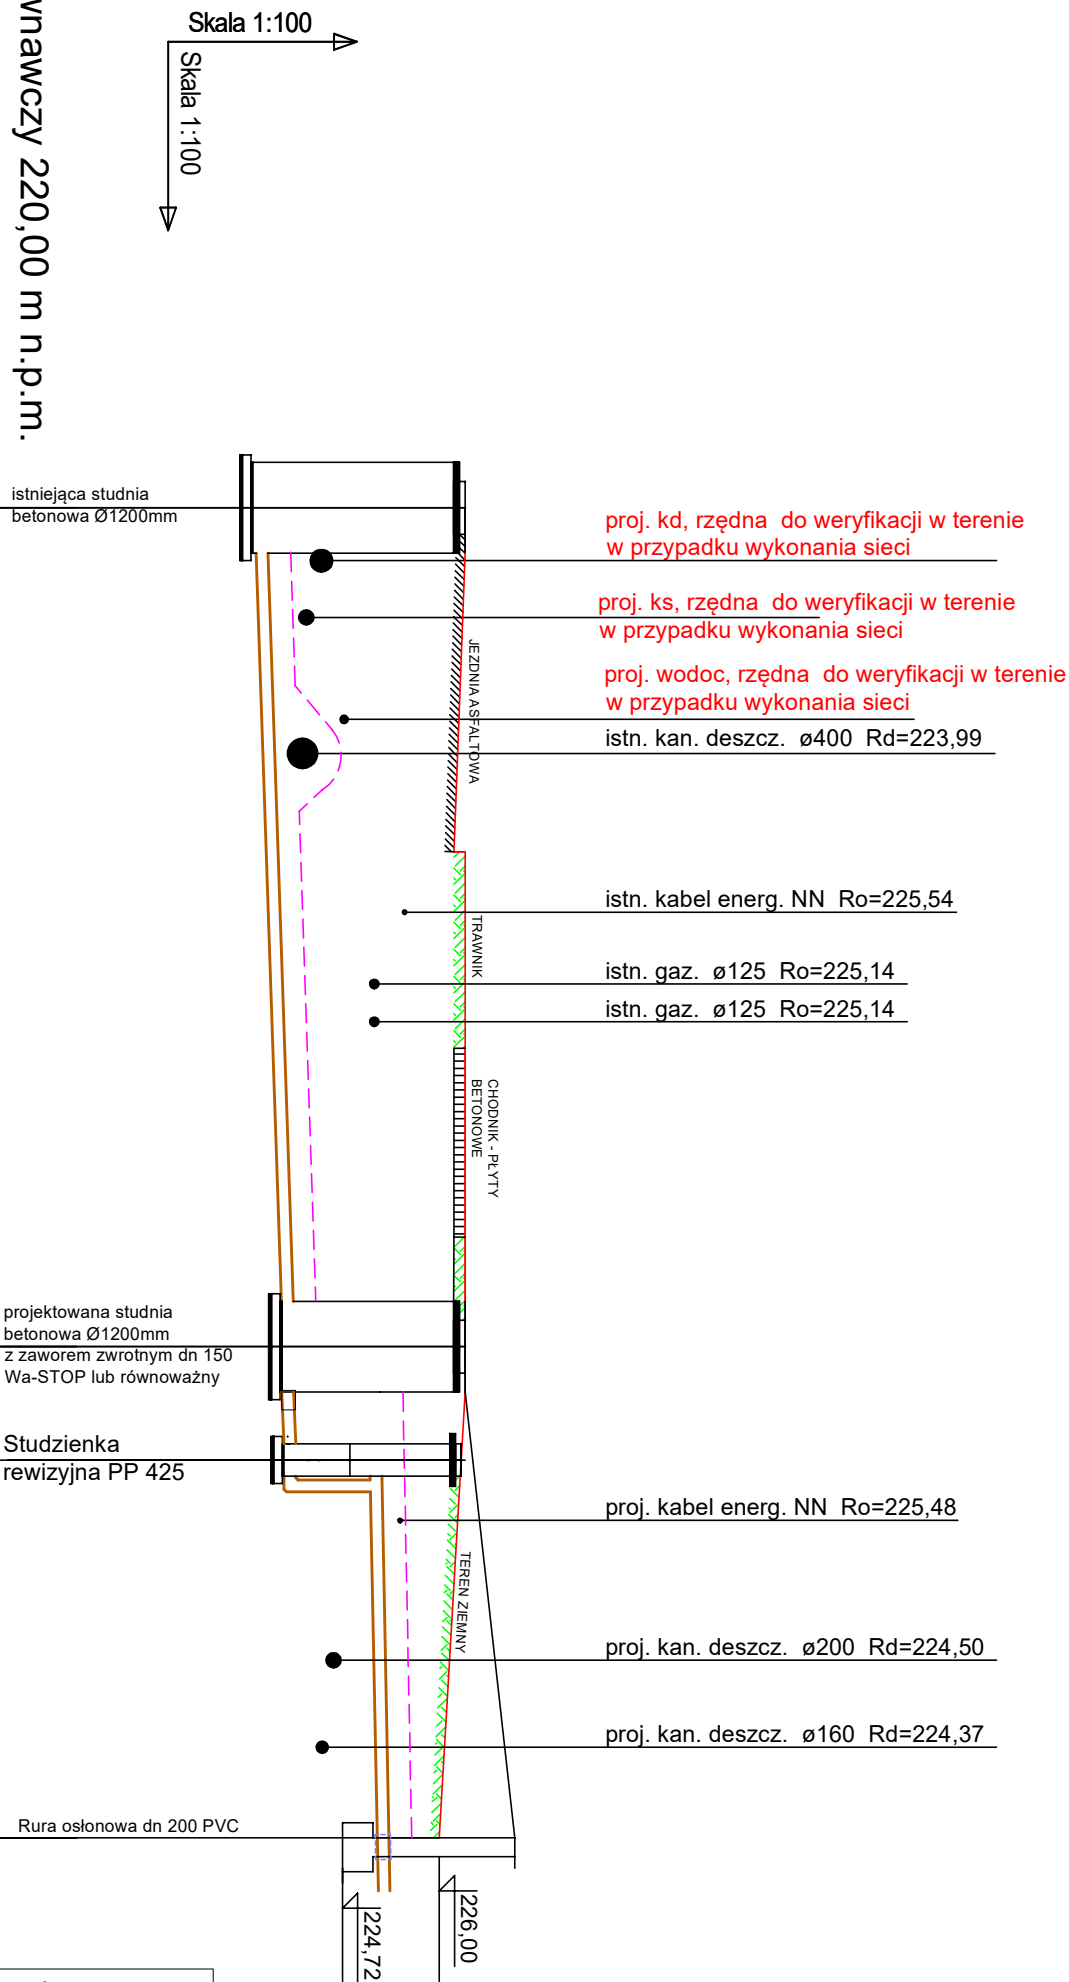 Skala 1:100
Skala 1:100
wnawczy 220,00 m n.p.m.
istniejąca studnia
betonowa Ø1200mm
proj. kd, rzędna do weryfikacji w terenie
w przypadku wykonania sieci
proj. ks, rzędna do weryfikacji w terenie
w przypadku wykonania sieci
proj. wodoc, rzędna do weryfikacji w terenie
w przypadku wykonania sieci
istn. kan. deszcz. ø400 Rd=223,99
JEZDNIA ASFALTOWA
istn. kabel energ. NN Ro=225,54
TRAWNIK
istn. gaz. ø125 Ro=225,14
istn. gaz. ø125 Ro=225,14
CHODNIK - PŁYTY
BETONOWE
projektowana studnia
betonowa Ø1200mm
z zaworem zwrotnym dn 150
Wa-STOP lub równoważny
Studzienka
rewizyjna PP 425
proj. kabel energ. NN Ro=225,48
TEREN ZIEMNY
proj. kan. deszcz. ø200 Rd=224,50
proj. kan. deszcz. ø160 Rd=224,37
Rura osłonowa dn 200 PVC
226,00
224,72